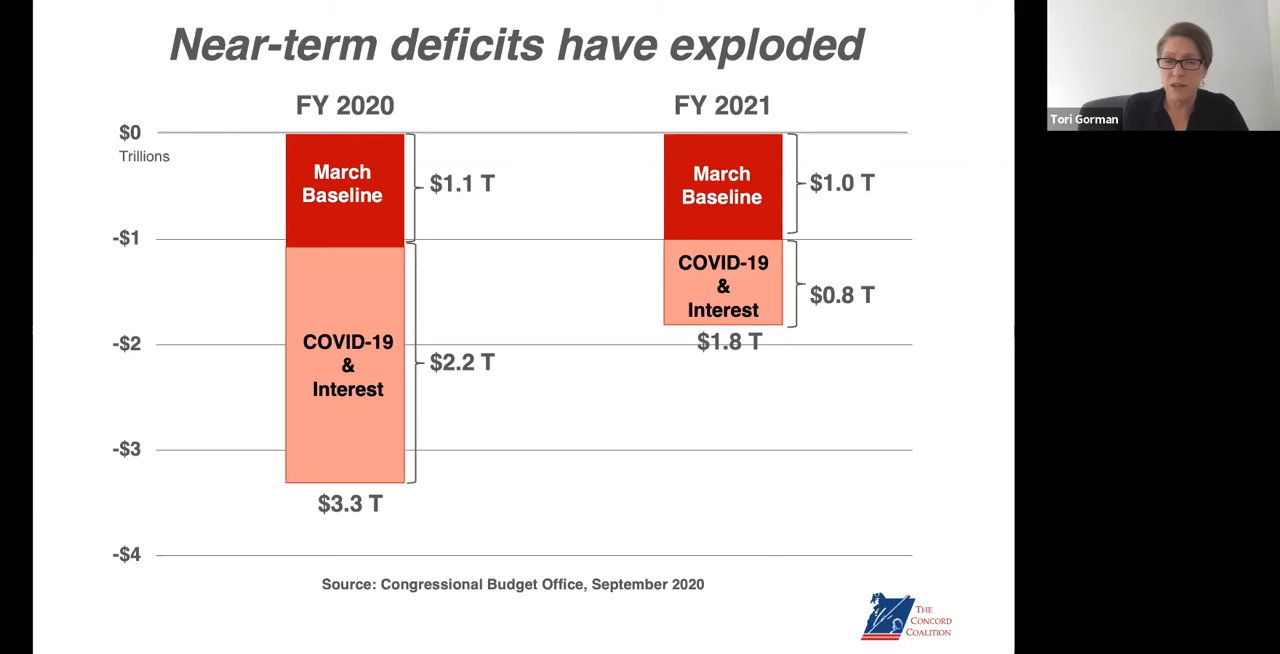 Near-term deficits have exploded
FY 2020
FY 2021
$0
Trillions
-$1
-$2
-$3
-$4
March
Baseline
$1.1 T
COVID-19
&
Interest
$2.2 T
$3.3 T
March
Baseline
$1.0 T
COVID-19
&
Interest
$0.8 T
$1.8 T
Source: Congressional Budget Office, September 2020
THE
CONCORD
COALITION
Tori Gorman